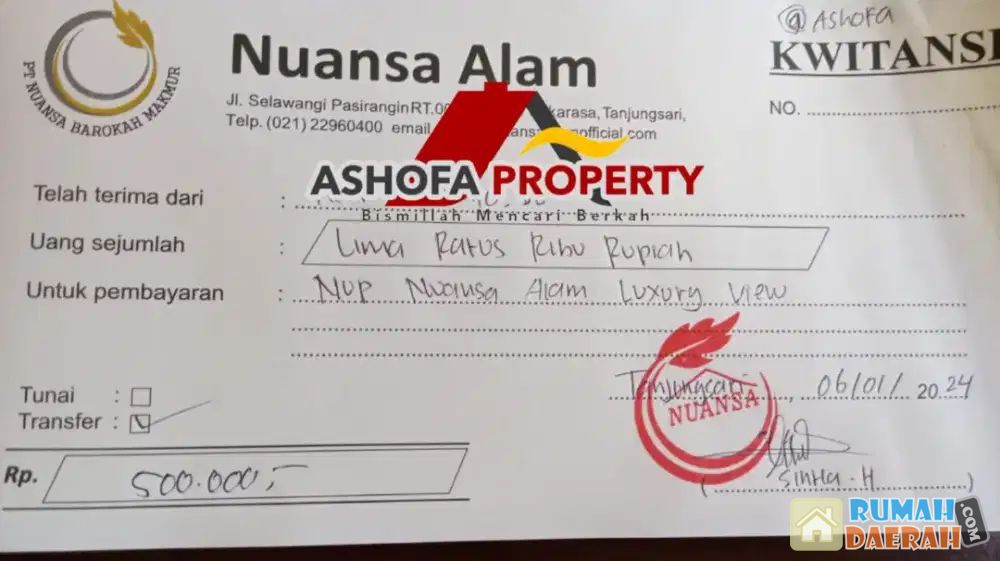 @ ASHOFA
KWITANSI
PT NUANSA BAROKAH MAKMUR
Nuansa Alam
NO.
Jl. Selawangi Pasirangin RT.00 karasa, Tanjungsari,
Telp. (021) 22960400 email official.com
ASHOFA PROPERTY
Bismillah Mencari Berkah
Telah terima dari :
Uang sejumlah : Lima Ratus Ribu Rupiah
Untuk pembayaran : NUP Nuansa Alam Luxury View
Tunai :
Transfer :
Tanjungsari, 06/01/2024
NUANSA
Rp. 500.000,-
(Sinta. H)
RUMAH
DAERAH
.COM